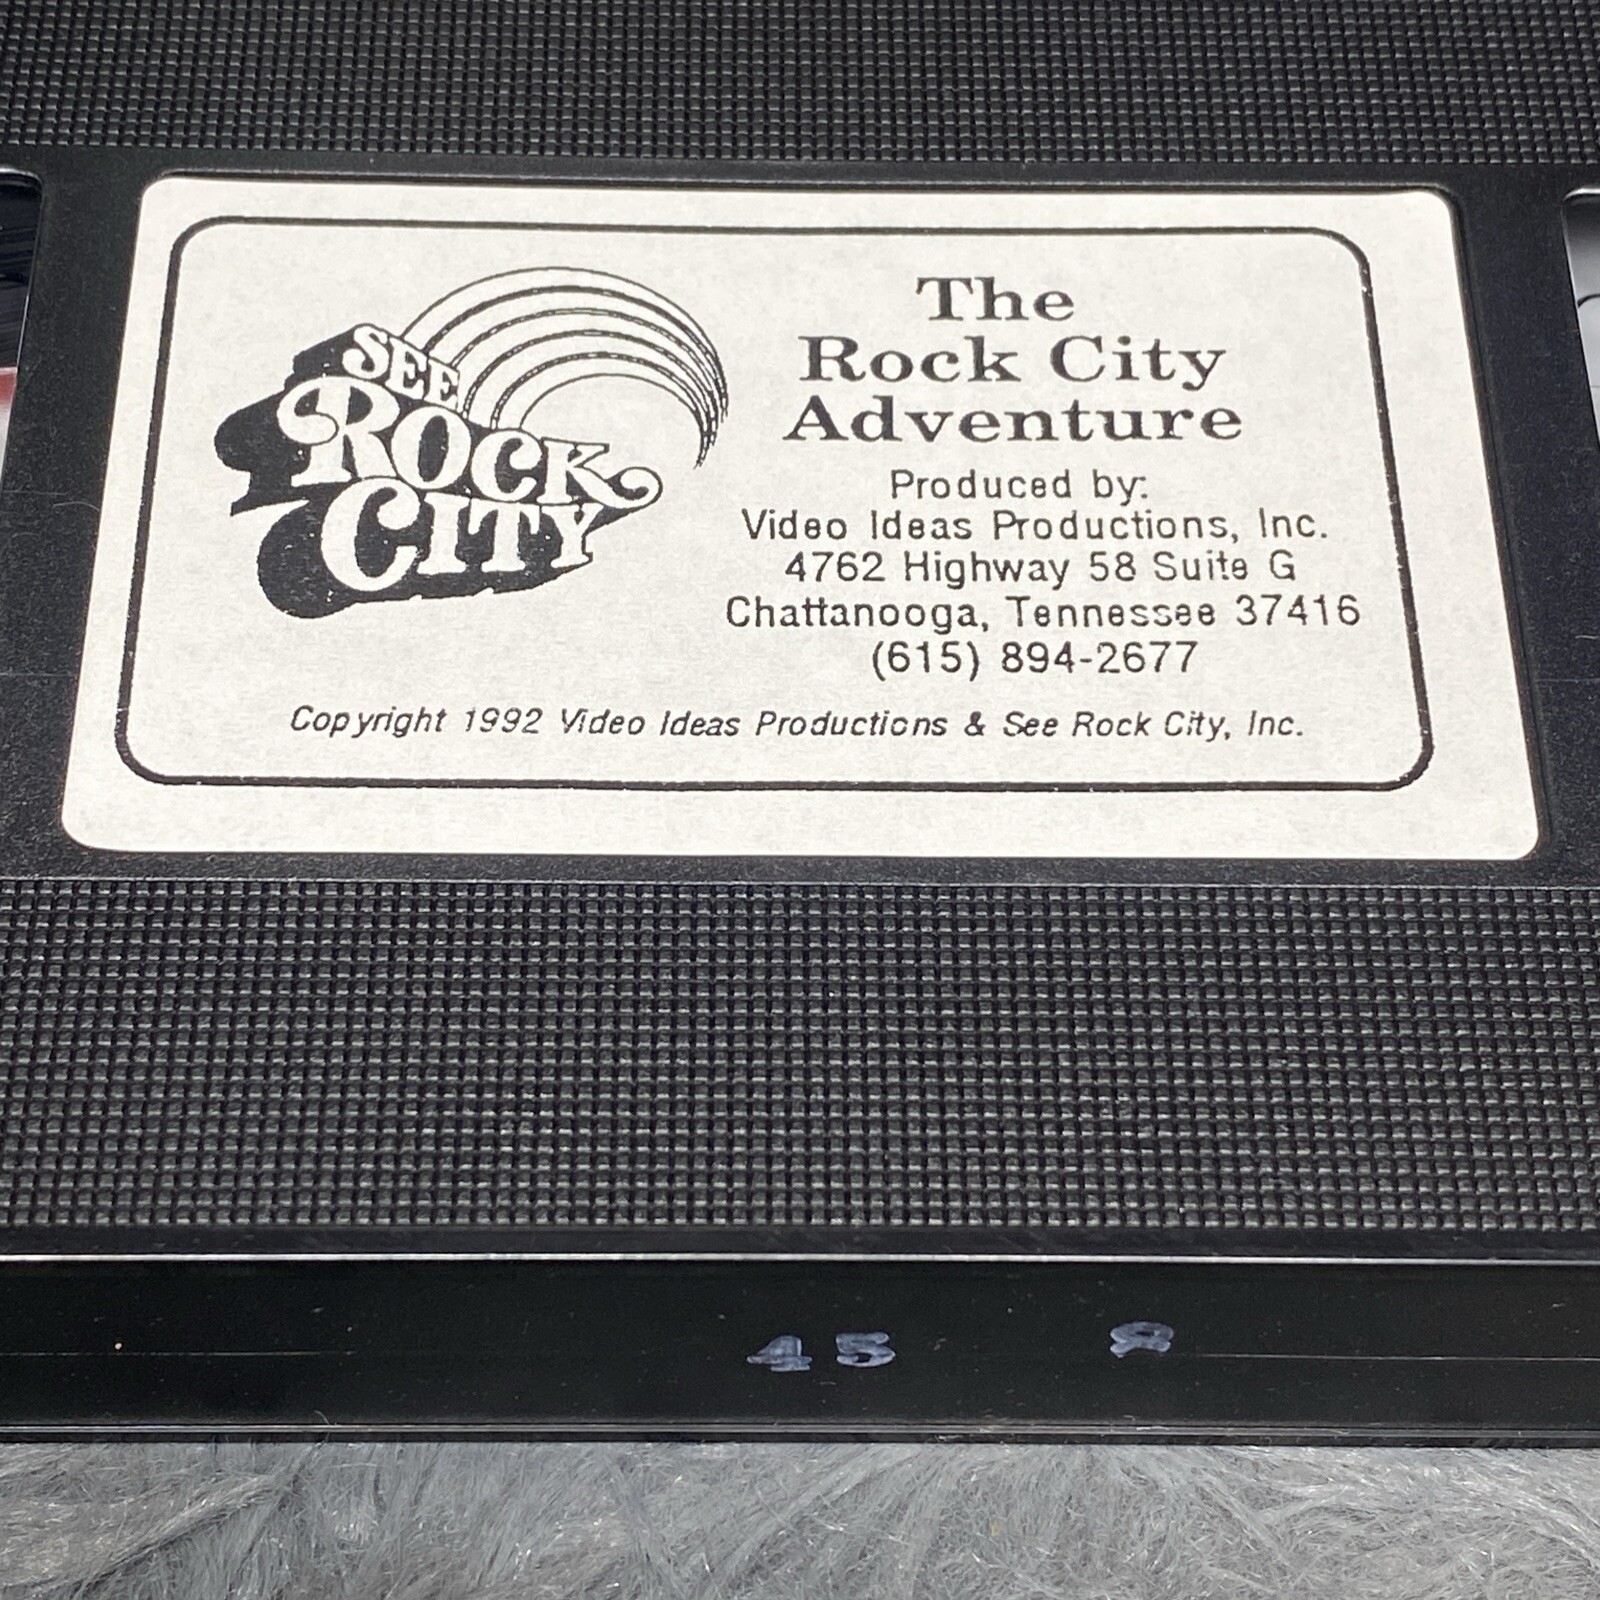 SEE
ROCK
CITY
The
Rock City
Adventure
Produced by:
Video Ideas Productions, Inc.
4762 Highway 58 Suite G
Chattanooga, Tennessee 37416
(615) 894-2677
Copyright 1992 Video Ideas Productions & See Rock City, Inc.
45 8